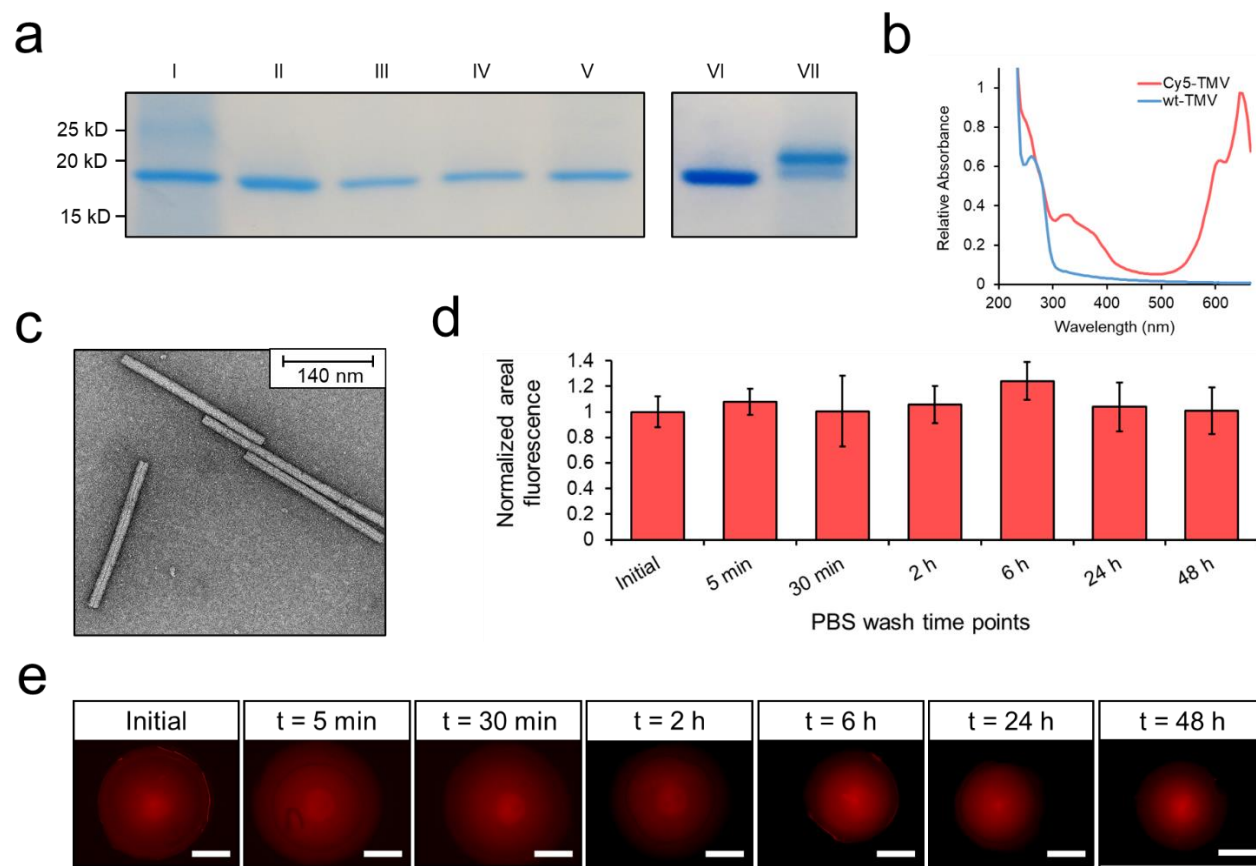 a
I II III IV V VI VII
25 kD
20 kD
15 kD
b
Cy5-TMV
wt-TMV
1
0.8
0.6
0.4
0.2
0
Relative Absorbance
200 300 400 500 600
Wavelength (nm)
c
140 nm
d
1.4
1.2
1
0.8
0.6
0.4
0.2
0
Normalized areal
fluorescence
Initial 5 min 30 min 2 h 6 h 24 h 48 h
PBS wash time points
e
Initial t = 5 min t = 30 min t = 2 h t = 6 h t = 24 h t = 48 h